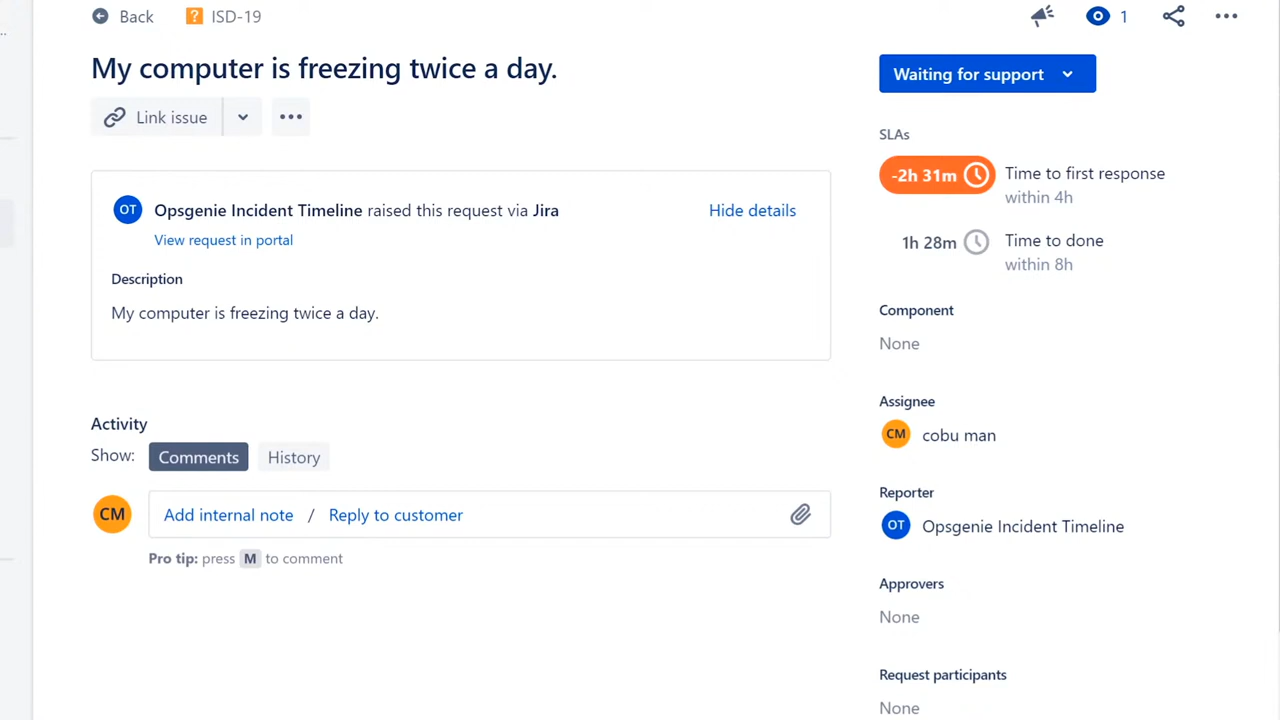 Back ISD-19 1
My computer is freezing twice a day.
Link issue
OT Opsgenie Incident Timeline raised this request via Jira Hide details
View request in portal
Description
My computer is freezing twice a day.
Activity
Show: Comments History
CM Add internal note / Reply to customer
Pro tip: press M to comment
Waiting for support
SLAs
-2h 31m Time to first response
within 4h
1h 28m Time to done
within 8h
Component
None
Assignee
CM cobu man
Reporter
OT Opsgenie Incident Timeline
Approvers
None
Request participants
None